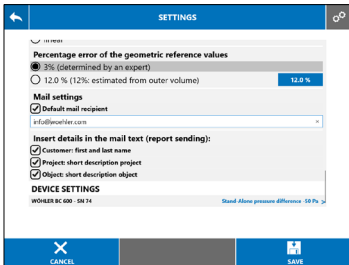 SETTINGS
linear
Percentage error of the geometric reference values
3% (determined by an expert)
12.0 % (12%: estimated from outer volume)
12.0 %
Mail settings
Default mail recipient
info@woehler.com
Insert details in the mail text (report sending):
Customer: first and last name
Project: short description project
Object: short description object
DEVICE SETTINGS
WÖHLER BC 600 - SN 74
Stand-Alone pressure difference -50 Pa >
CANCEL
SAVE